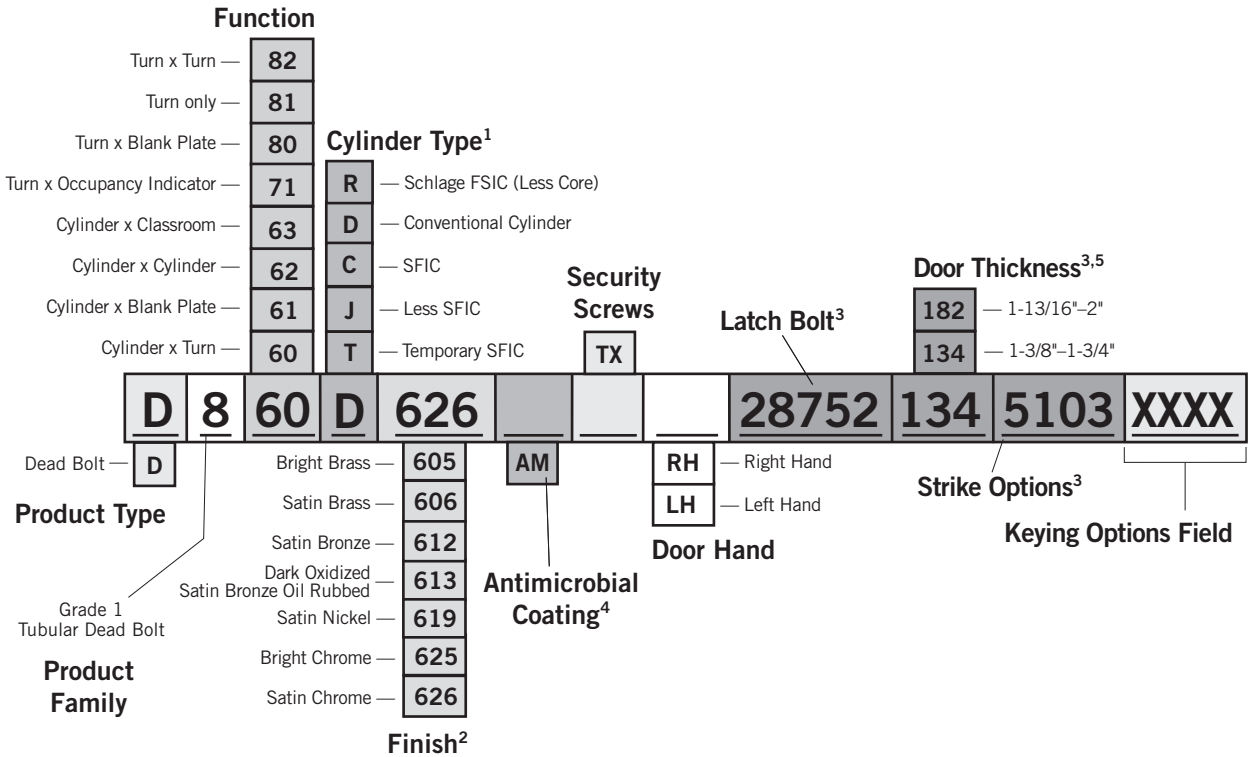 Function
Turn x Turn — 82
Turn only — 81
Turn x Blank Plate — 80
Turn x Occupancy Indicator — 71
Cylinder x Classroom — 63
Cylinder x Cylinder — 62
Cylinder x Blank Plate — 61
Cylinder x Turn — 60
Cylinder Type1
R — Schlage FSIC (Less Core)
D — Conventional Cylinder
C — SFIC
J — Less SFIC
T — Temporary SFIC
Security
Screws
TX
Latch Bolt3
Door Thickness3,5
182 — 1-13/16"–2"
134 — 1-3/8"–1-3/4"
D 8 60 D 626 28752 134 5103 XXXX
Dead Bolt — D
Product Type
Grade 1
Tubular Dead Bolt
Product
Family
Bright Brass — 605
Satin Brass — 606
Satin Bronze — 612
Dark Oxidized
Satin Bronze Oil Rubbed — 613
Satin Nickel — 619
Bright Chrome — 625
Satin Chrome — 626
Finish2
AM
Antimicrobial
Coating4
RH — Right Hand
LH — Left Hand
Door Hand
Strike Options3
Keying Options Field